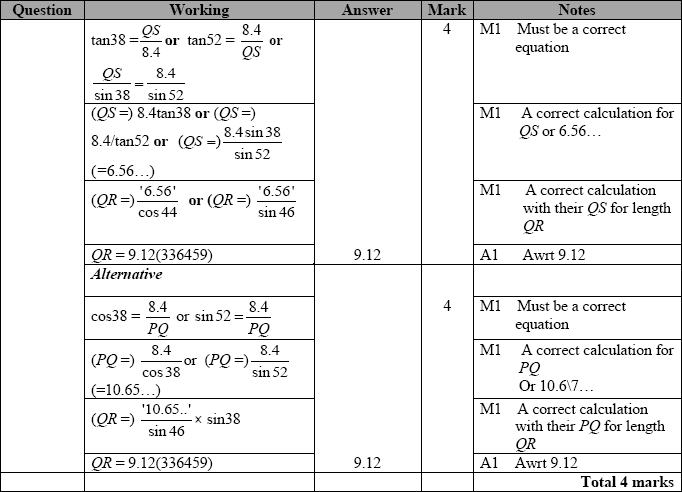 Question Working Answer Mark Notes
tan38 = QS/8.4 or tan52 = 8.4/QS or 4 M1 Must be a correct equation
QS/sin 38 = 8.4/sin 52
(QS =) 8.4tan38 or (QS =) M1 A correct calculation for
8.4/tan52 or (QS =) 8.4 sin 38/sin 52 QS or 6.56…
(=6.56…)
(QR =) '6.56'/cos 44 or (QR =) '6.56'/sin 46 M1 A correct calculation
with their QS for length
QR
QR = 9.12(336459) 9.12 A1 Awrt 9.12
Alternative
cos38 = 8.4/PQ or sin 52 = 8.4/PQ 4 M1 Must be a correct
equation
(PQ =) 8.4/cos 38 or (PQ =) 8.4/sin 52 M1 A correct calculation for
PQ
(=10.65…) Or 10.6\7…
(QR =) '10.65..'/sin 46 × sin38 M1 A correct calculation
with their PQ for length
QR
QR = 9.12(336459) 9.12 A1 Awrt 9.12
Total 4 marks